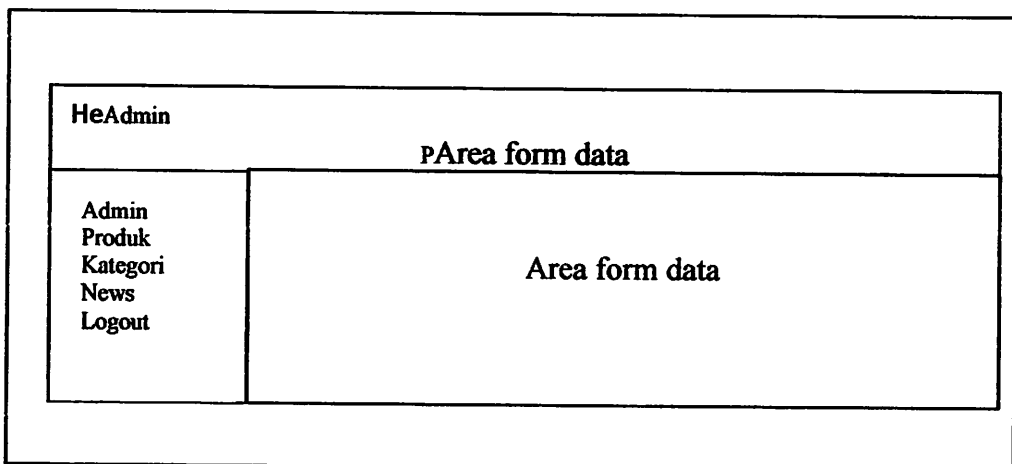 HeAdmin
pArea form data
Admin
Produk
Kategori
News
Logout
Area form data